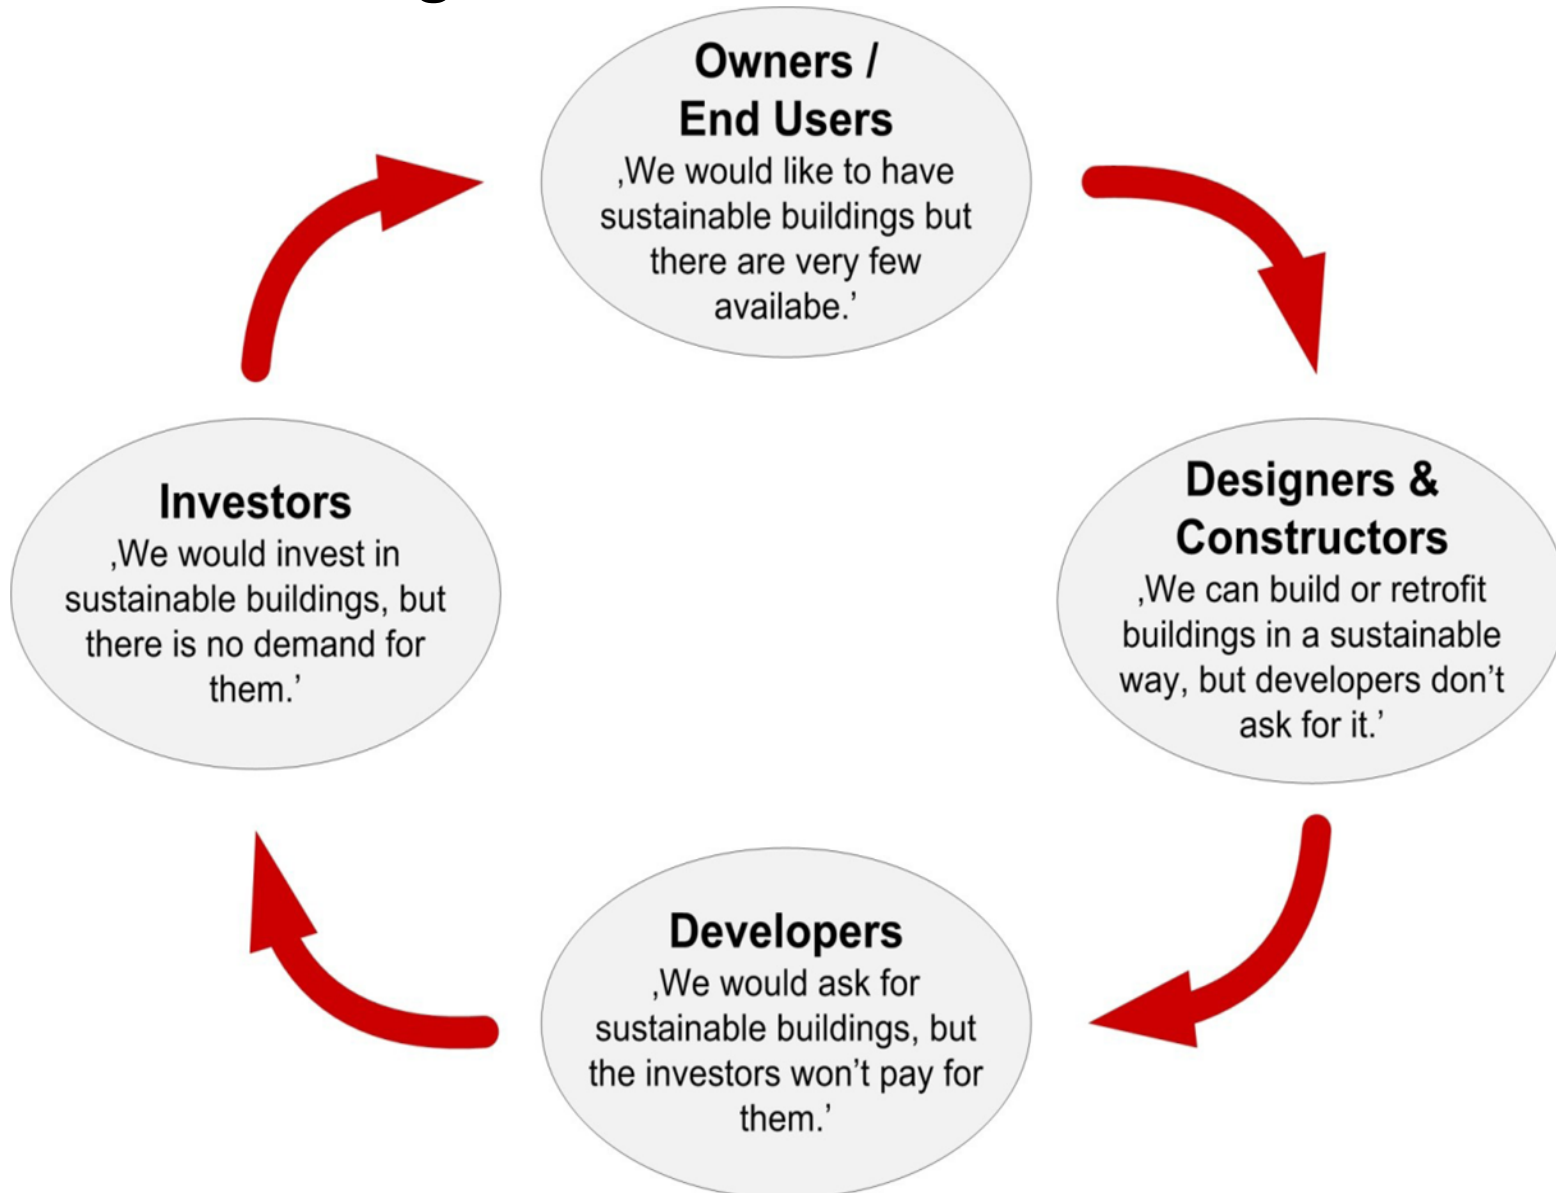 Owners /
End Users
‚We would like to have
sustainable buildings but
there are very few
availabe.’
Designers &
Constructors
‚We can build or retrofit
buildings in a sustainable
way, but developers don’t
ask for it.’
Developers
‚We would ask for
sustainable buildings, but
the investors won’t pay for
them.’
Investors
‚We would invest in
sustainable buildings, but
there is no demand for
them.’